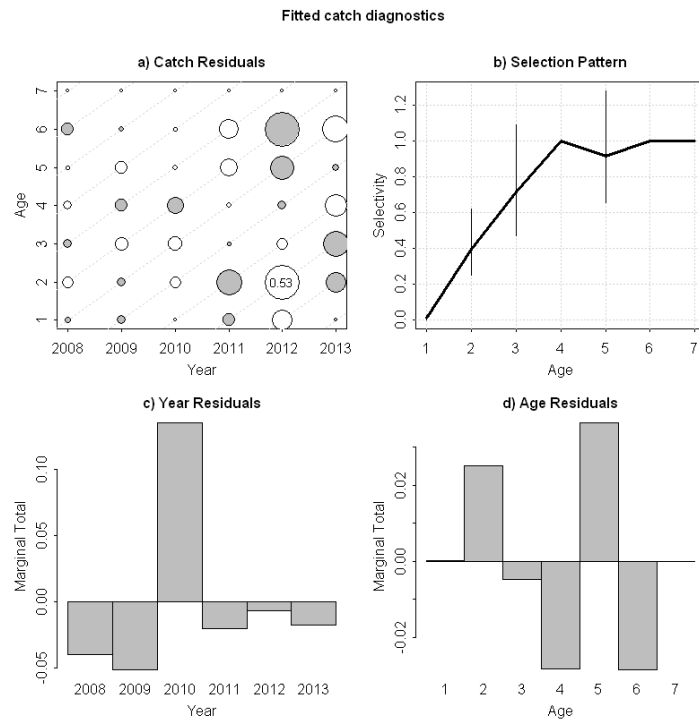 Fitted catch diagnostics
a) Catch Residuals
Age
7
6
5
4
3
2
1
0.53
2008 2009 2010 2011 2012 2013
Year
b) Selection Pattern
Selectivity
1.2
1.0
0.8
0.6
0.4
0.2
0.0
1 2 3 4 5 6 7
Age
c) Year Residuals
Marginal Total
0.10
0.05
0.00
-0.05
2008 2009 2010 2011 2012 2013
Year
d) Age Residuals
Marginal Total
0.02
0.00
-0.02
1 2 3 4 5 6 7
Age